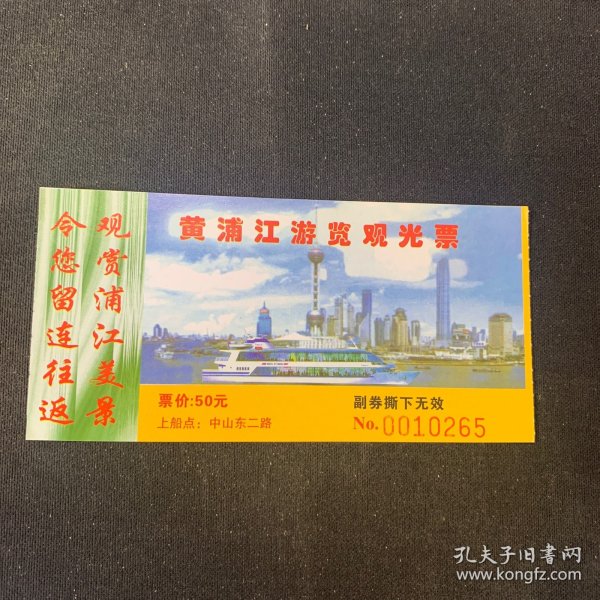 黄浦江游览观光票
观赏浦江美景
令您留连往返
票价:50元
上船点：中山东二路
副券撕下无效
No.0010265
孔夫子旧书网
www.kongfz.com